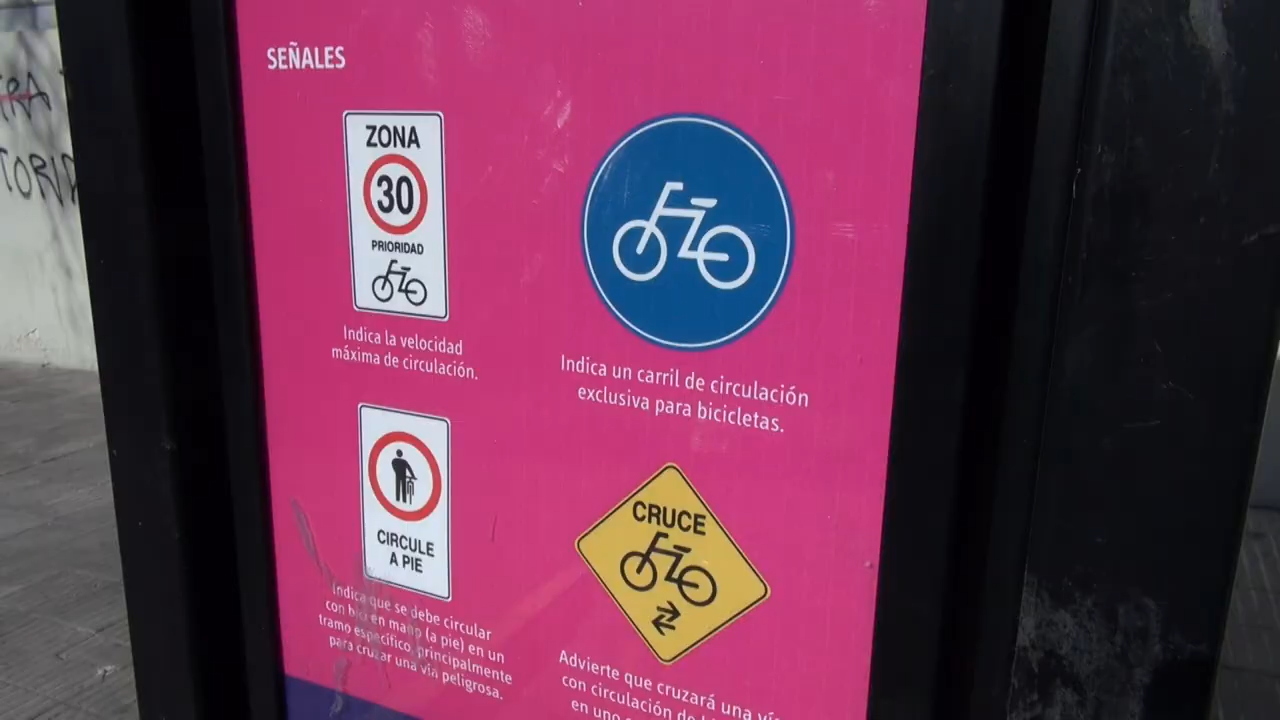 SEÑALES
ZONA
30
PRIORIDAD
Indica la velocidad
máxima de circulación.
Indica un carril de circulación
exclusiva para bicicletas.
CIRCULE
A PIE
Indica que se debe circular
con bici en mano (a pie) en un
tramo específico, principalmente
para cruzar una vía peligrosa.
CRUCE
Advierte que cruzará una vía
con circulación de
en uno